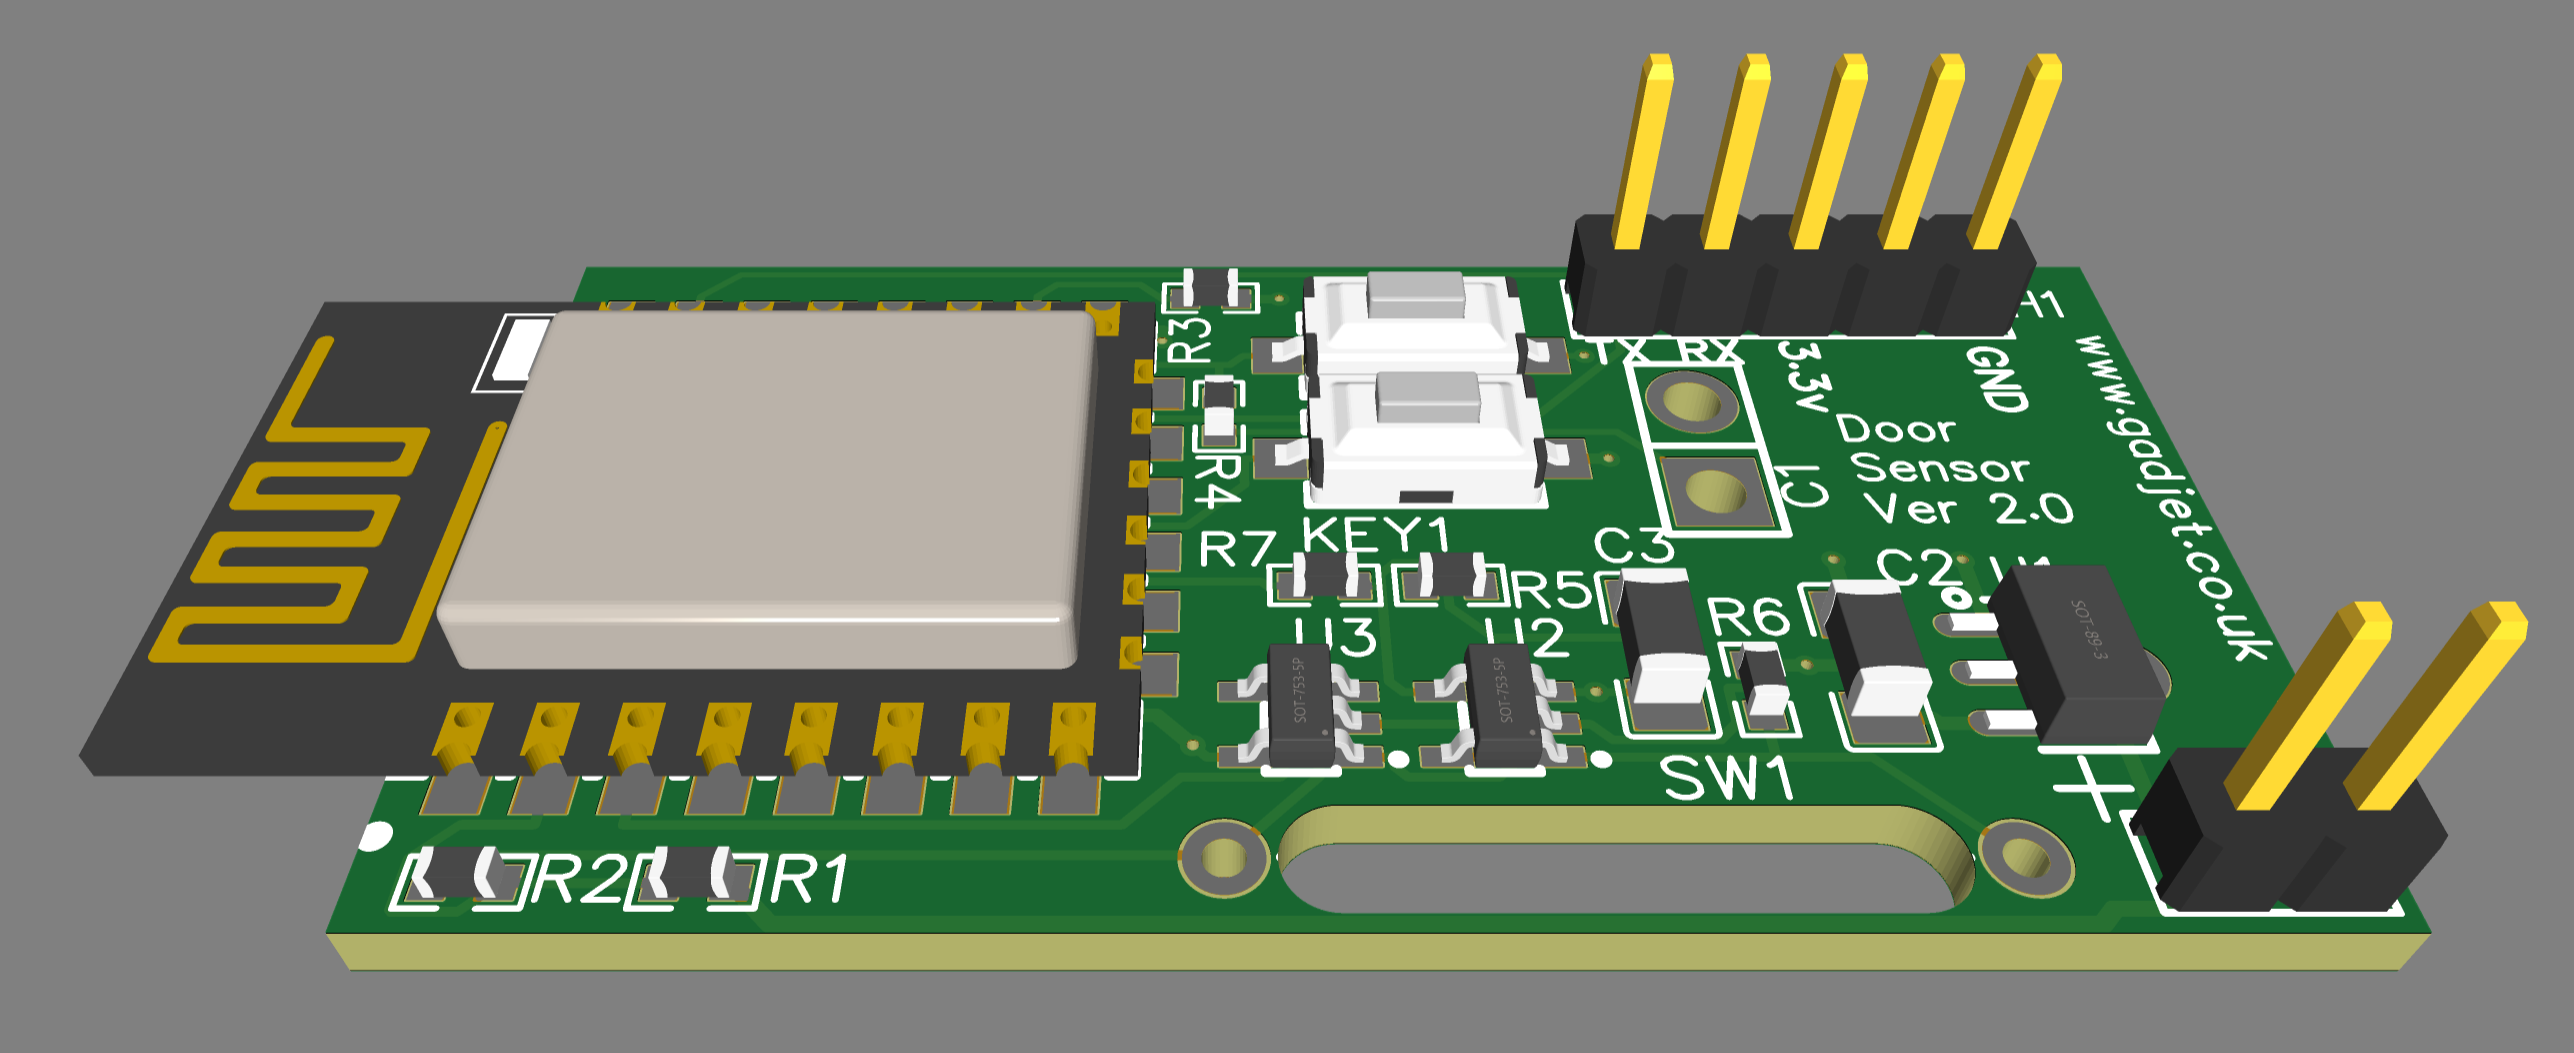 R3
H1
TX RX
3.3v
GND
www.gadjet.co.uk
R4
C1
Door
Sensor
Ver 2.0
R7
KEY1
C3
C2
R5
R6
U3
U2
SOT-89-3
SOT-753-5P
SOT-753-5P
SW1
+
R2
R1